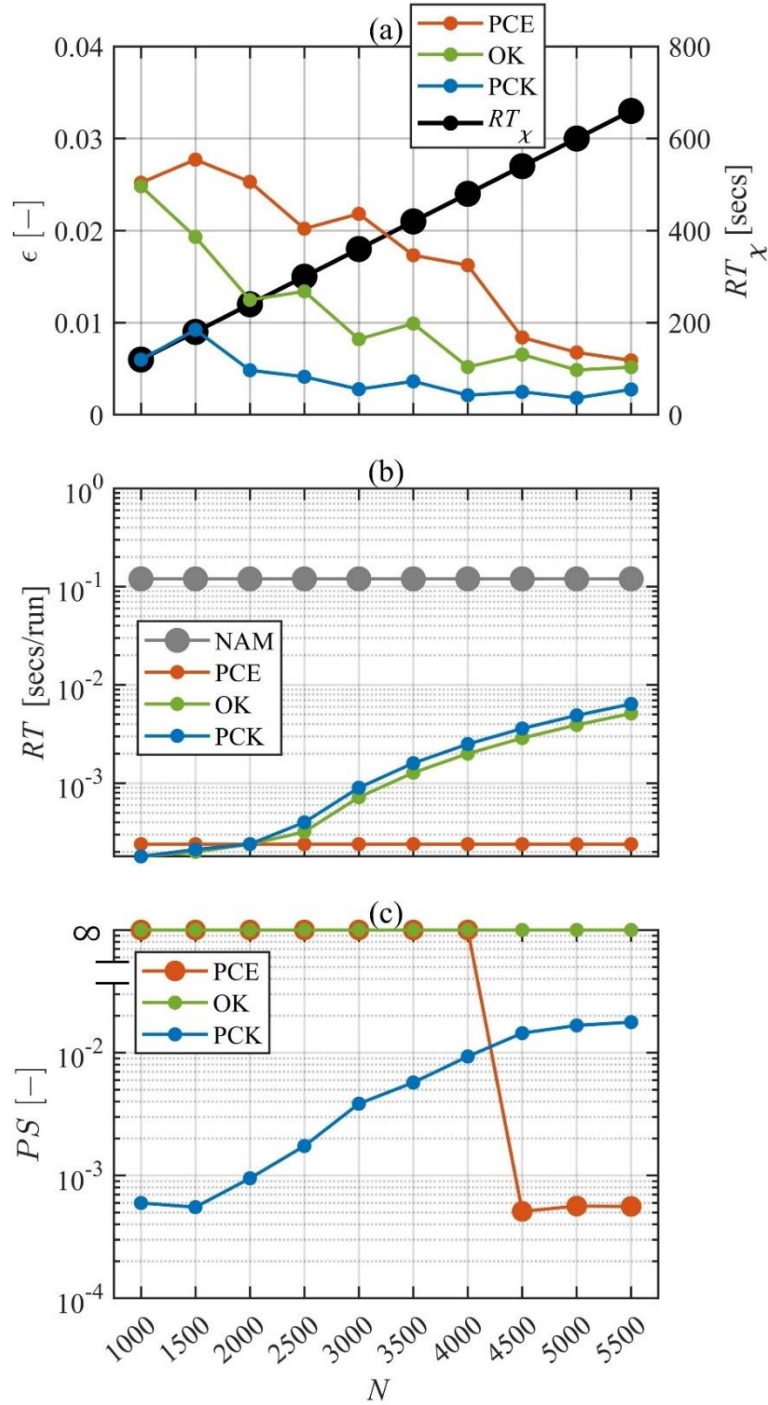 (a)
PCE
OK
PCK
RT_χ
0.04
0.03
0.02
0.01
0
ϵ [−]
800
600
400
200
0
RT_χ [secs]
(b)
10^0
10^-1
10^-2
10^-3
RT [secs/run]
NAM
PCE
OK
PCK
(c)
∞
10^-2
10^-3
10^-4
PS [−]
PCE
OK
PCK
1000 1500 2000 2500 3000 3500 4000 4500 5000 5500
N